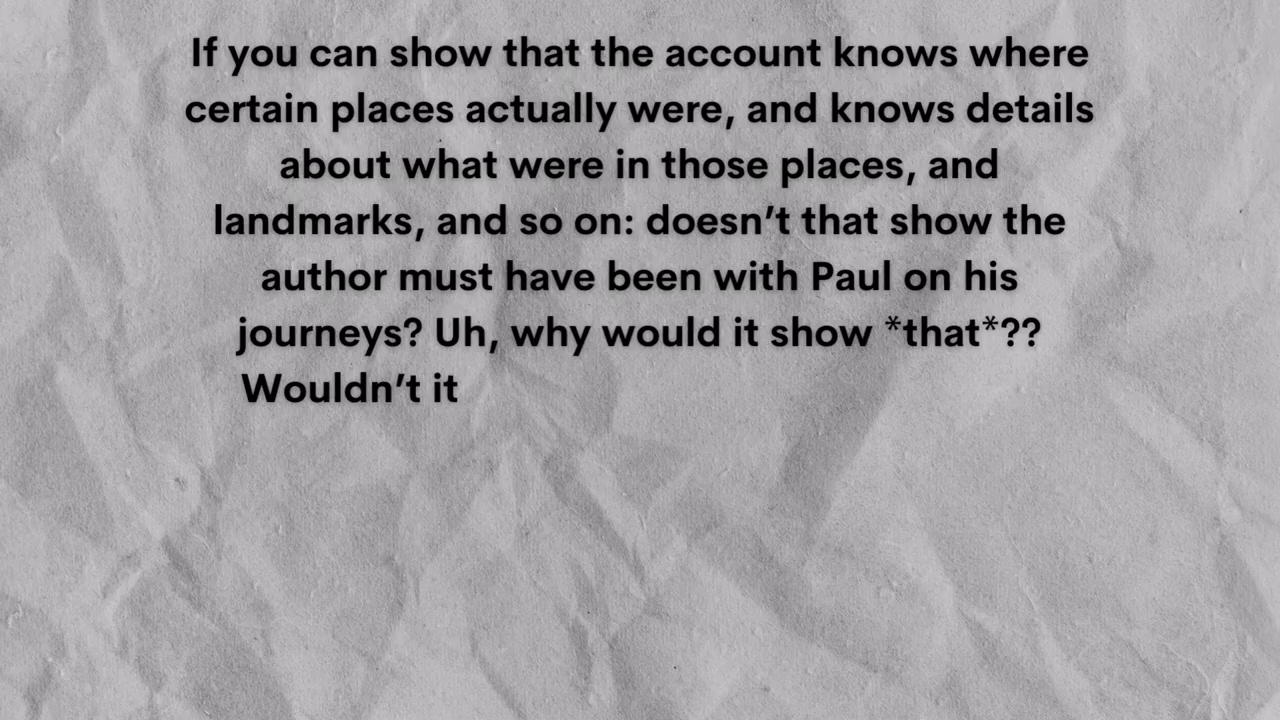 If you can show that the account knows where
certain places actually were, and knows details
about what were in those places, and
landmarks, and so on: doesn’t that show the
author must have been with Paul on his
journeys? Uh, why would it show *that*??
Wouldn’t it